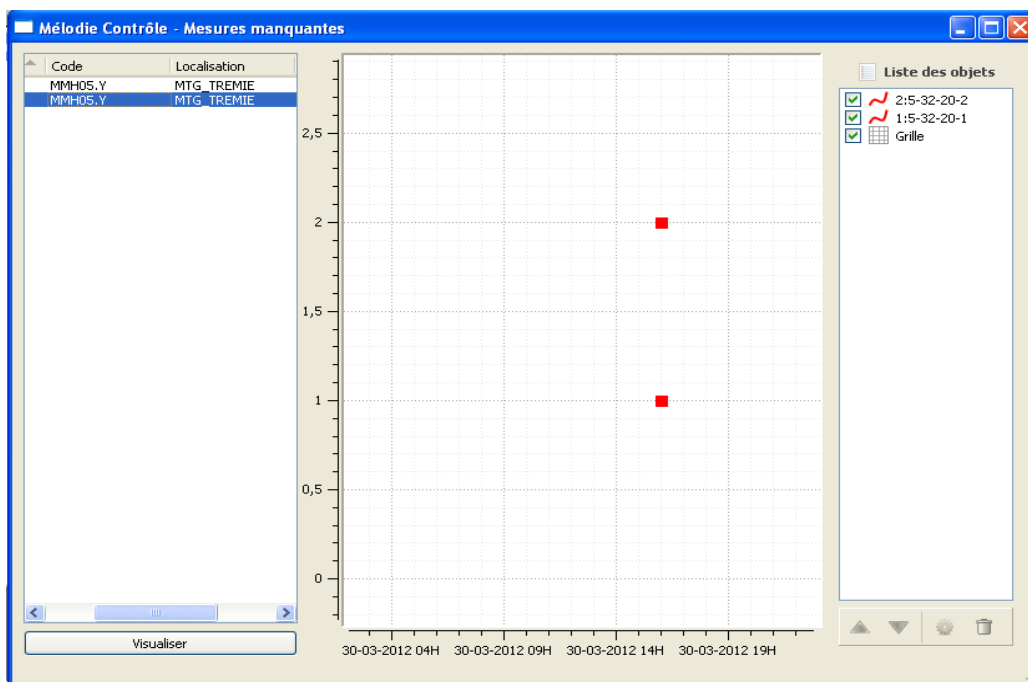 Mélodie Contrôle - Mesures manquantes
Code Localisation
MMH05.Y MTG_TREMIE
MMH05.Y MTG_TREMIE
Visualiser
2,5
2
1,5
1
0,5
0
30-03-2012 04H 30-03-2012 09H 30-03-2012 14H 30-03-2012 19H
Liste des objets
2:5-32-20-2
1:5-32-20-1
Grille